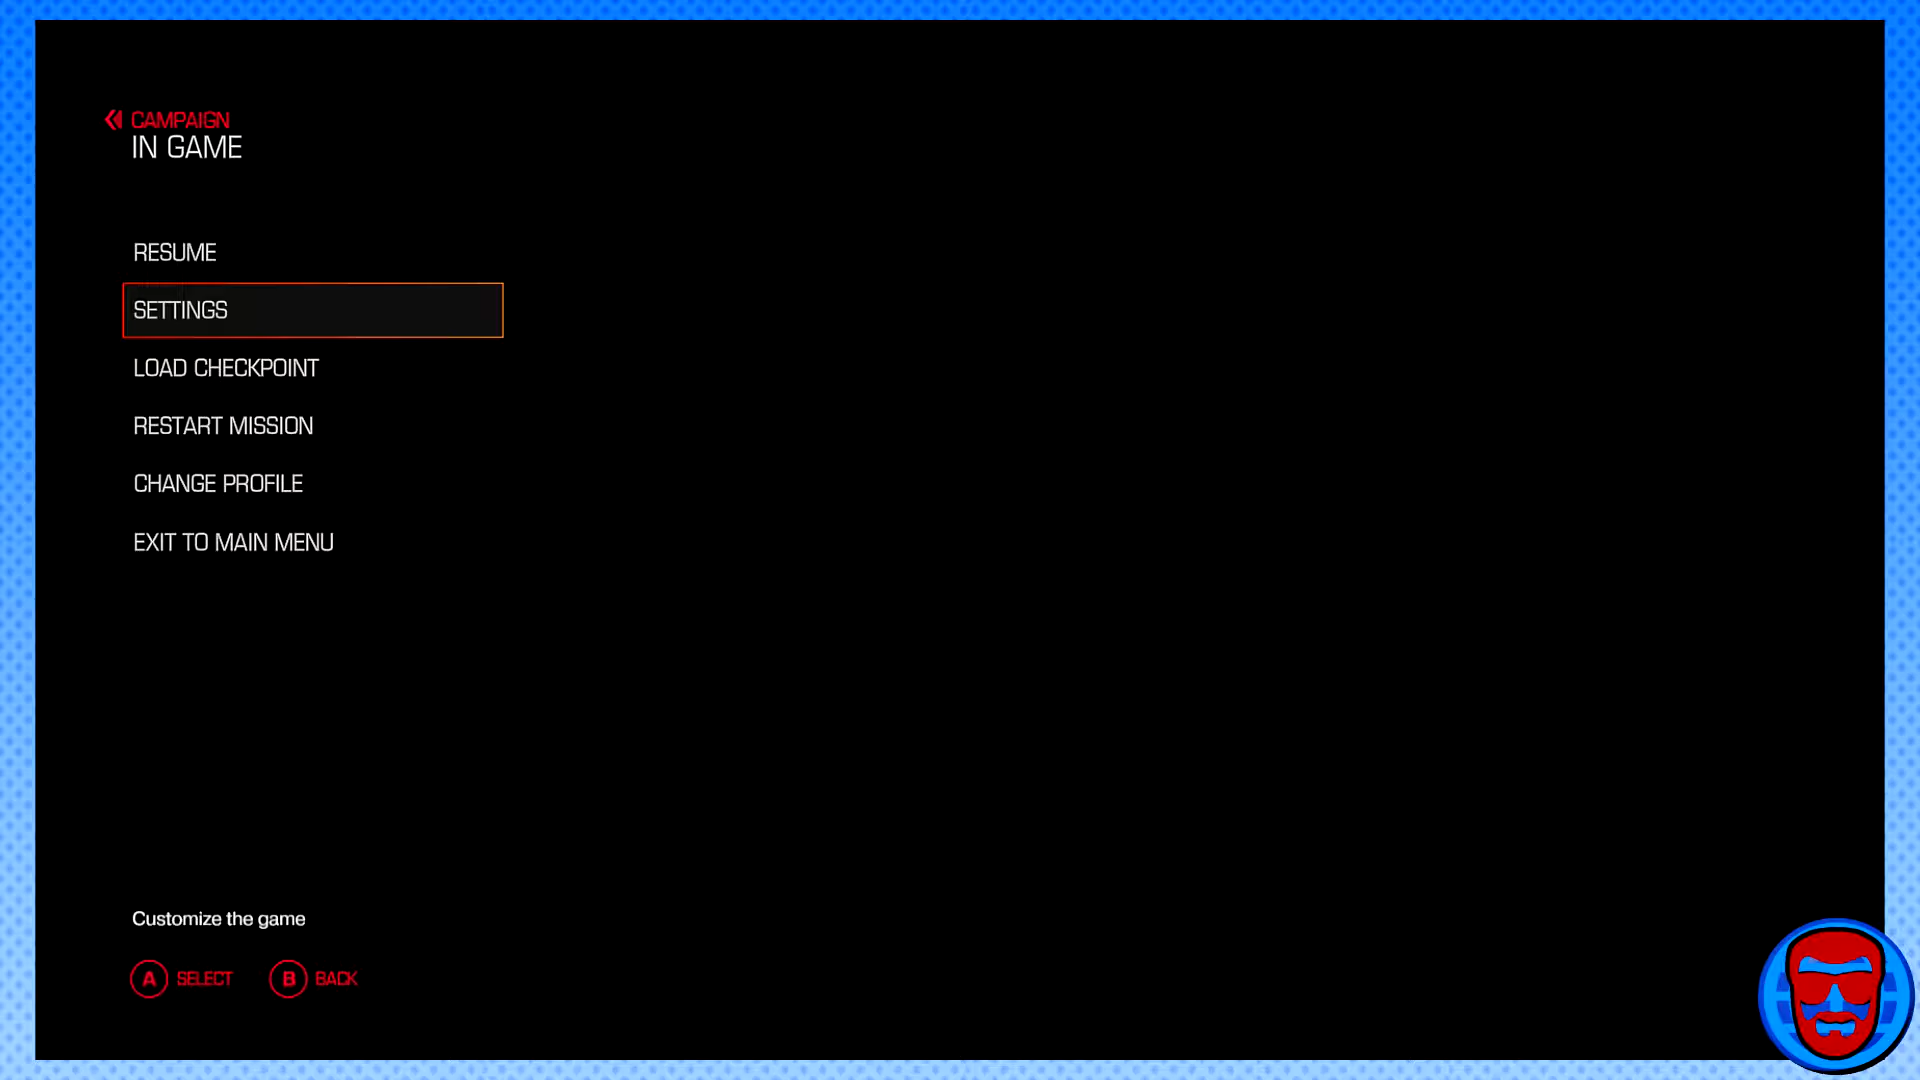 CAMPAIGN
IN GAME
RESUME
SETTINGS
LOAD CHECKPOINT
RESTART MISSION
CHANGE PROFILE
EXIT TO MAIN MENU
Customize the game
A SELECT B BACK